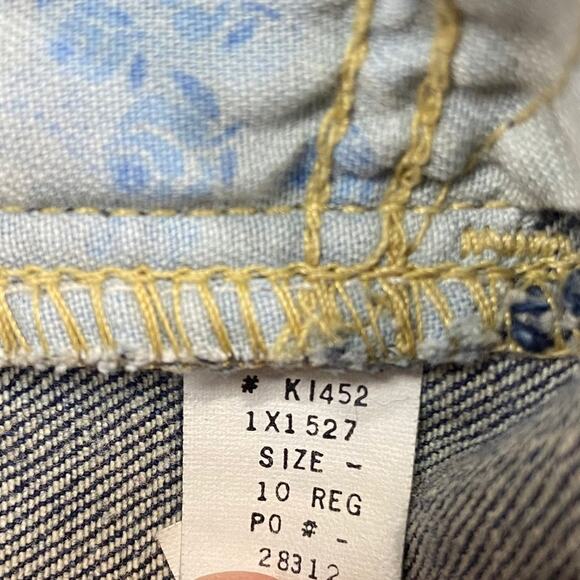 # K1452
1X1527
SIZE -
10 REG
PO # -
28312